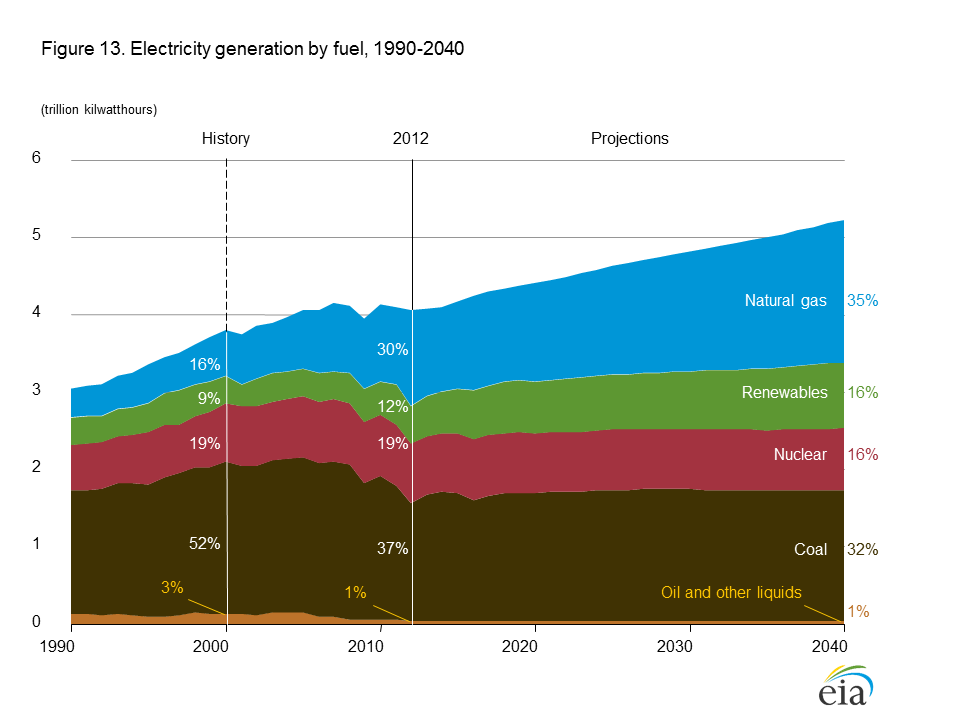 Figure 13. Electricity generation by fuel, 1990-2040
(trillion kilwatthours)
History
2012
Projections
6
5
4
3
2
1
0
16%
9%
19%
52%
3%
30%
12%
19%
37%
1%
Natural gas
35%
Renewables
16%
Nuclear
16%
Coal
32%
Oil and other liquids
1%
1990
2000
2010
2020
2030
2040
eia